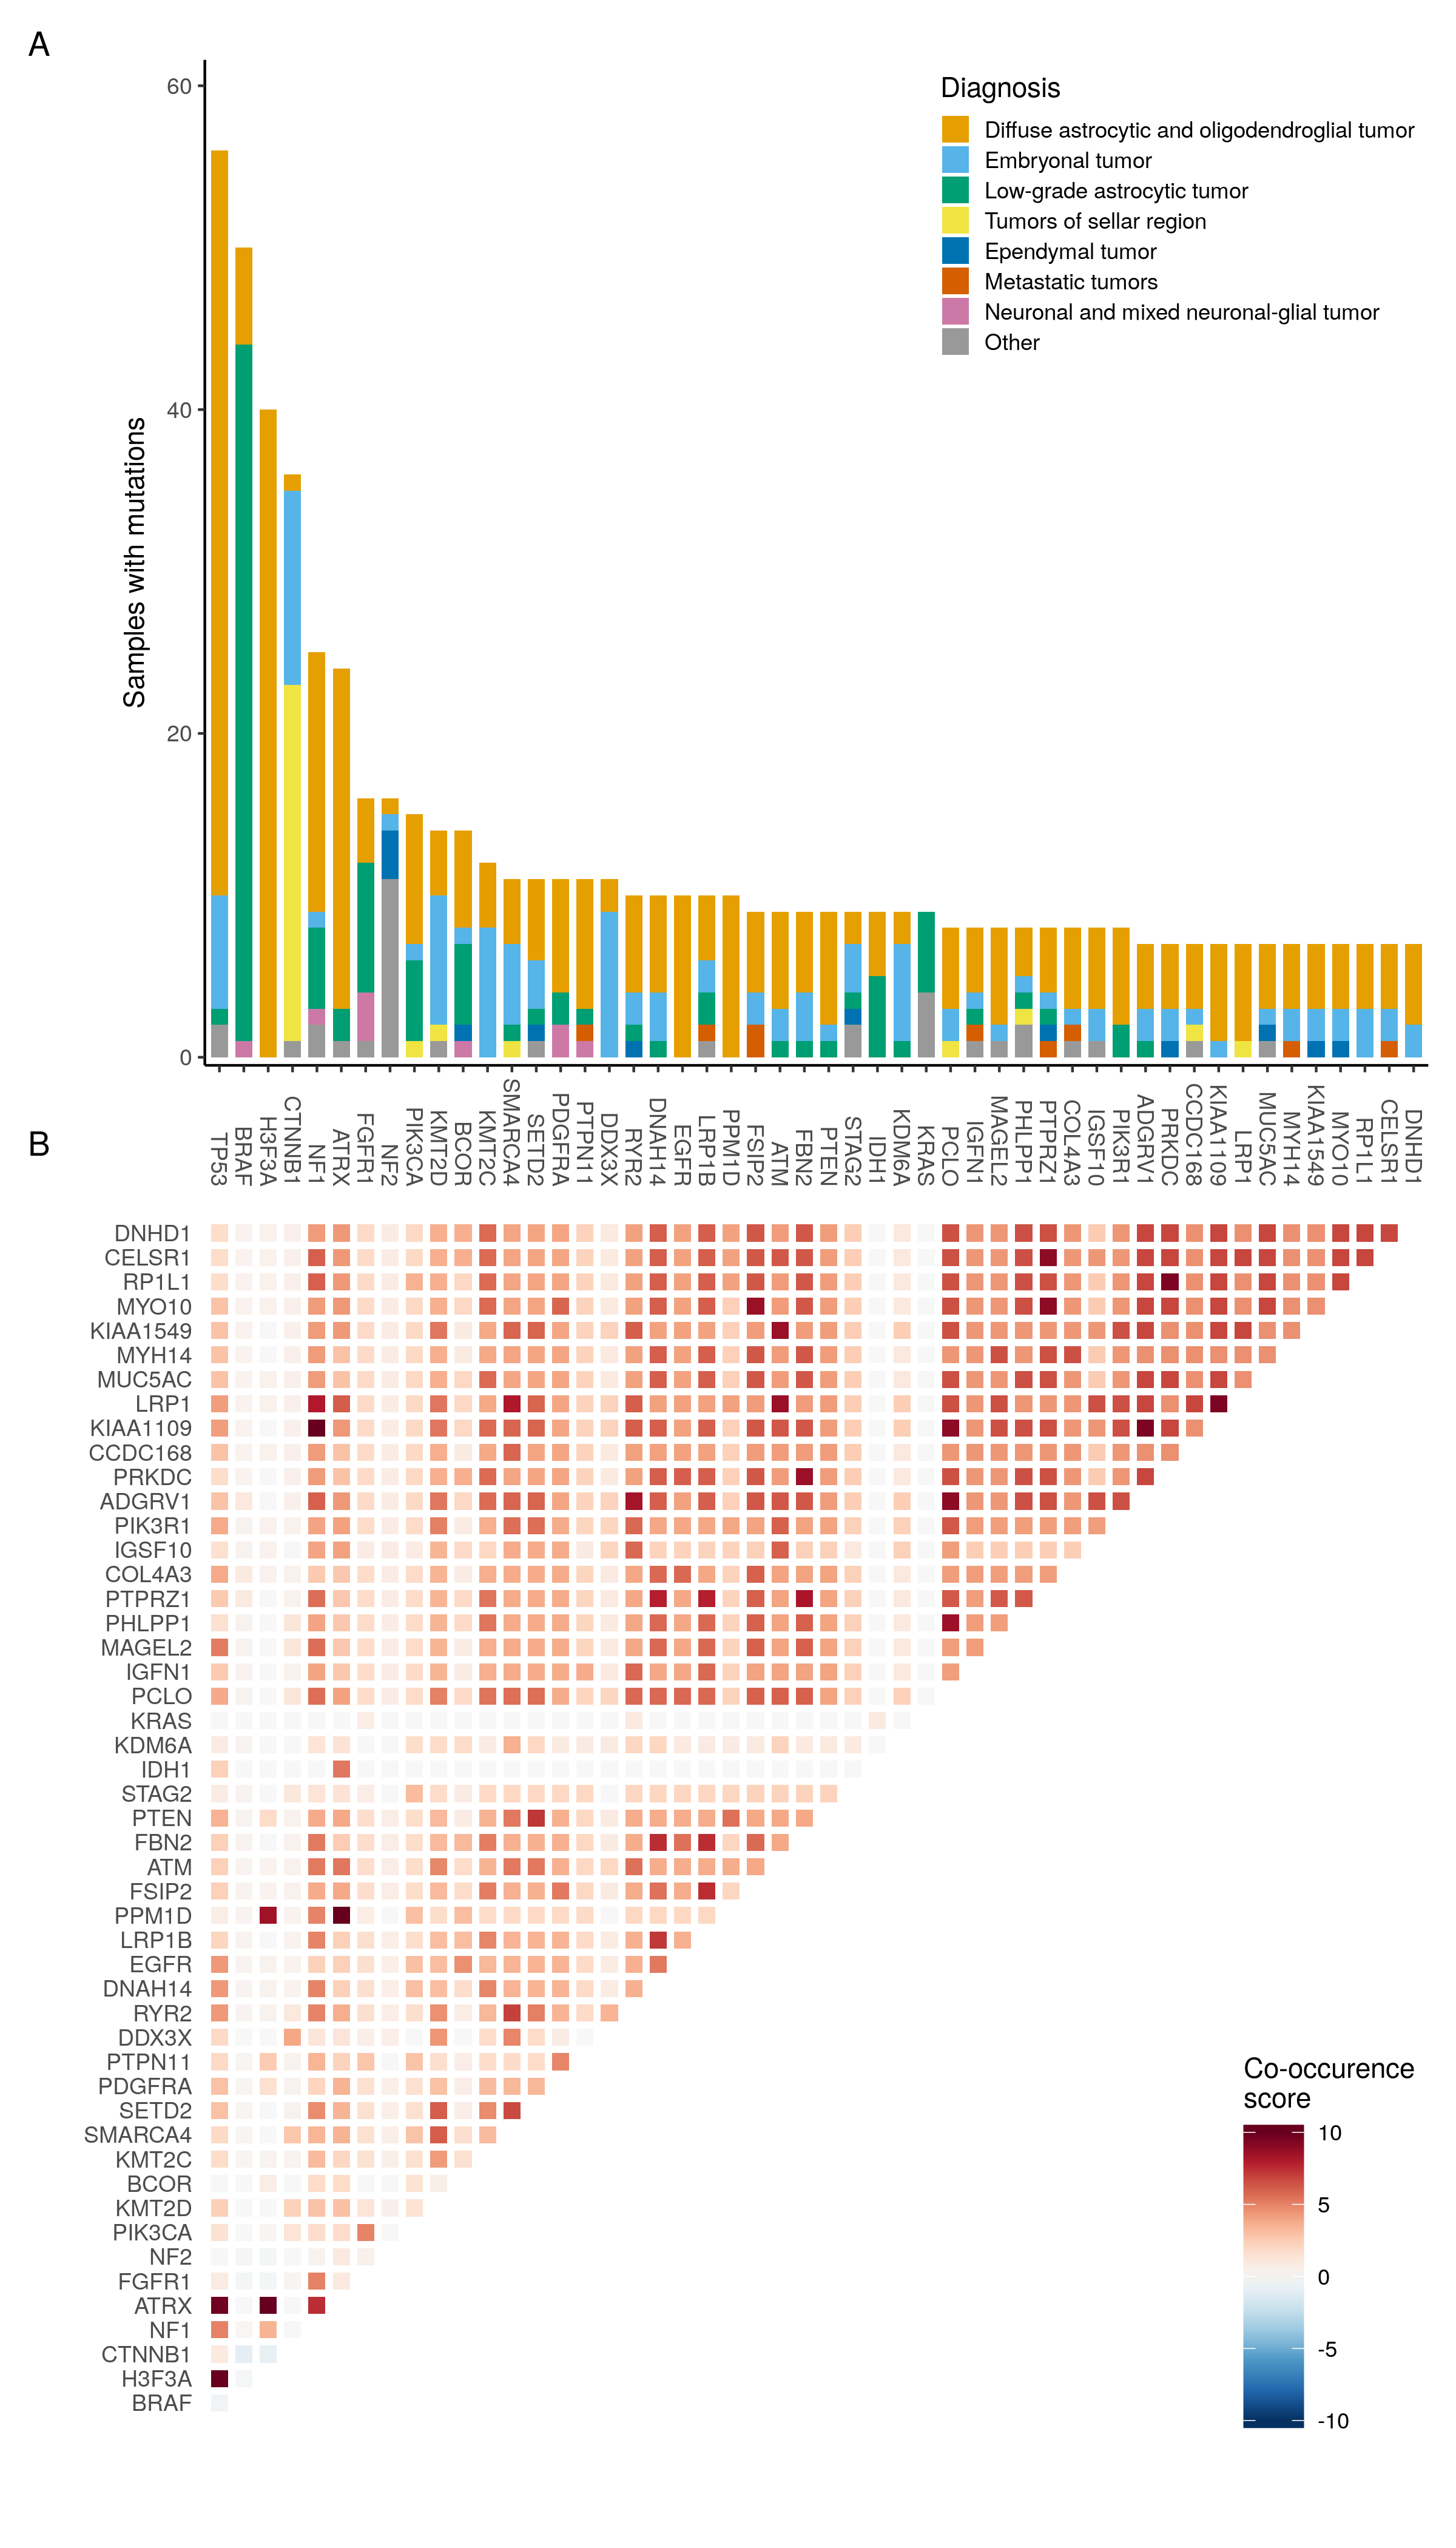 A
60
40
20
0
Samples with mutations
Diagnosis
Diffuse astrocytic and oligodendroglial tumor
Embryonal tumor
Low-grade astrocytic tumor
Tumors of sellar region
Ependymal tumor
Metastatic tumors
Neuronal and mixed neuronal-glial tumor
Other
B
TP53
BRAF
H3F3A
CTNNB1
NF1
ATRX
FGFR1
NF2
PIK3CA
KMT2D
BCOR
KMT2C
SMARCA4
SETD2
PDGFRA
PTPN11
DDX3X
RYR2
DNAH14
EGFR
LRP1B
PPM1D
FSIP2
ATM
FBN2
PTEN
STAG2
IDH1
KDM6A
KRAS
PCLO
IGFN1
MAGEL2
PHLPP1
PTPRZ1
COL4A3
IGSF10
PIK3R1
ADGRV1
PRKDC
CCDC168
KIAA1109
LRP1
MUC5AC
MYH14
KIAA1549
MYO10
RP1L1
CELSR1
DNHD1
DNHD1
CELSR1
RP1L1
MYO10
KIAA1549
MYH14
MUC5AC
LRP1
KIAA1109
CCDC168
PRKDC
ADGRV1
PIK3R1
IGSF10
COL4A3
PTPRZ1
PHLPP1
MAGEL2
IGFN1
PCLO
KRAS
KDM6A
IDH1
STAG2
PTEN
FBN2
ATM
FSIP2
PPM1D
LRP1B
EGFR
DNAH14
RYR2
DDX3X
PTPN11
PDGFRA
SETD2
SMARCA4
KMT2C
BCOR
KMT2D
PIK3CA
NF2
FGFR1
ATRX
NF1
CTNNB1
H3F3A
BRAF
Co-occurence
score
10
5
0
-5
-10